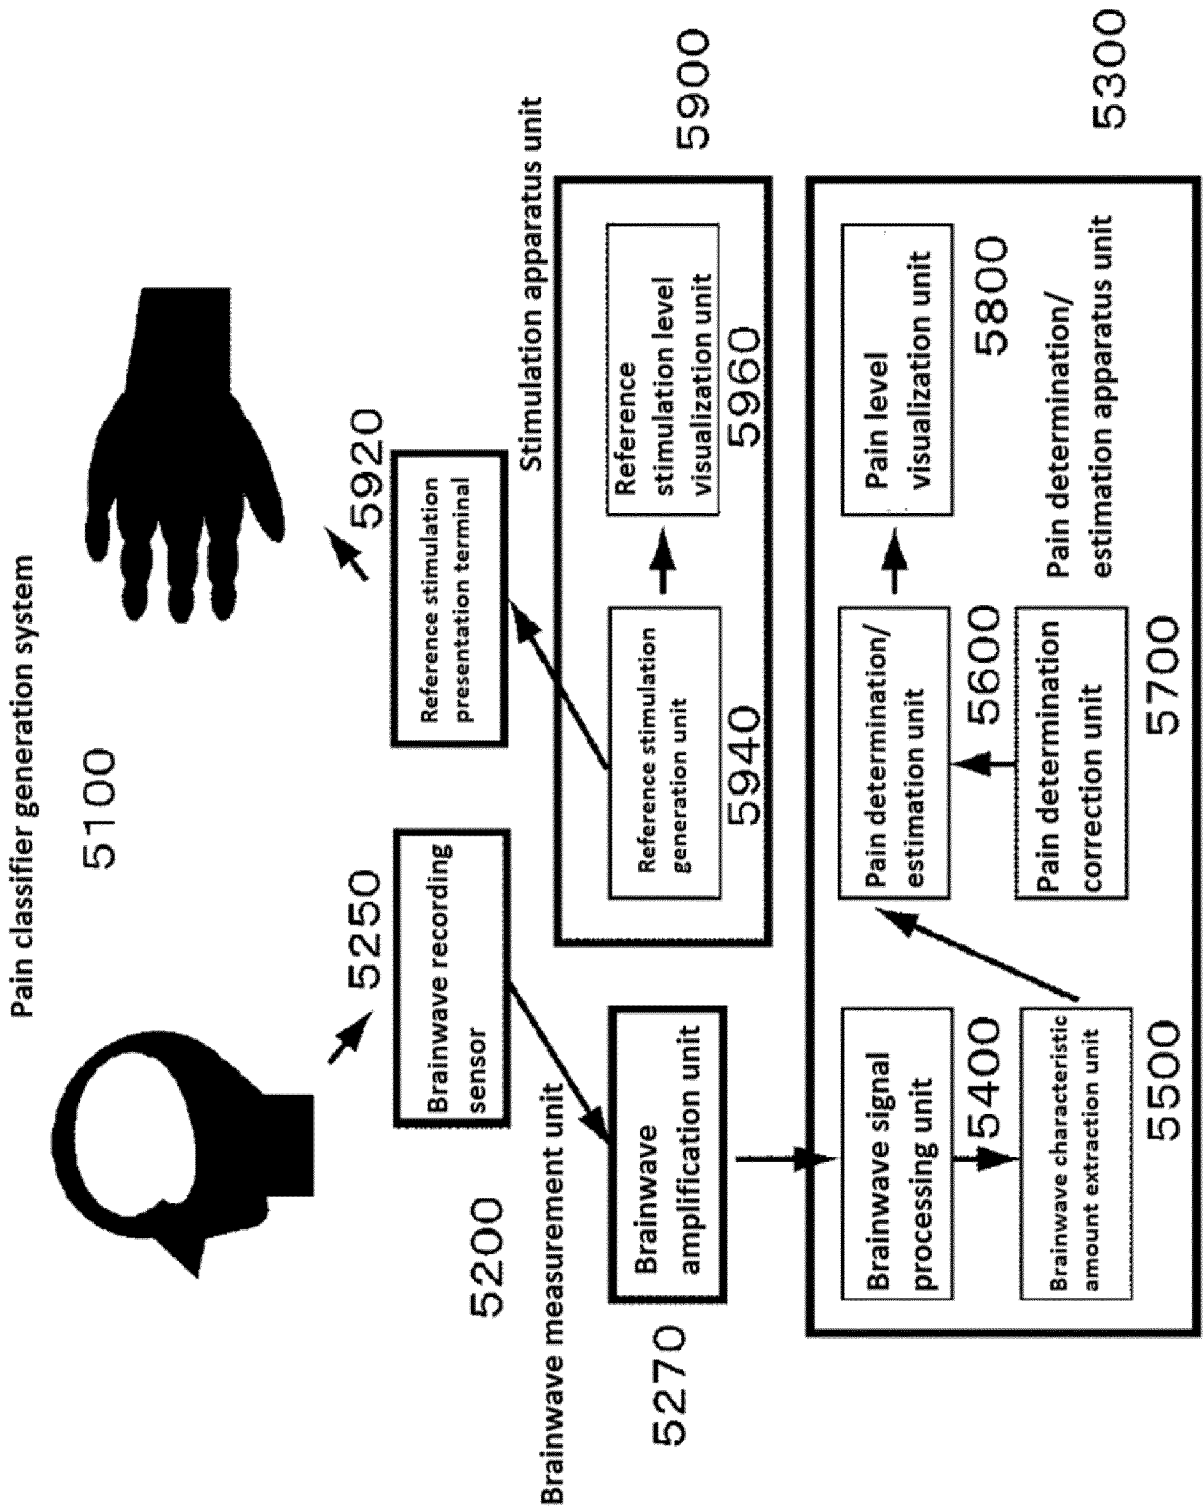 Pain classifier generation system
5100
5250
5920
Brainwave recording
sensor
Reference stimulation
presentation terminal
5200
Brainwave measurement unit
Stimulation apparatus unit
5270
Brainwave
amplification unit
Reference stimulation
generation unit
5940
Reference
stimulation level
visualization unit
5960
5900
Brainwave signal
processing unit
5400
Brainwave characteristic
amount extraction unit
5500
Pain determination/
estimation unit
5600
Pain determination
correction unit
5700
Pain level
visualization unit
5800
Pain determination/
estimation apparatus unit
5300